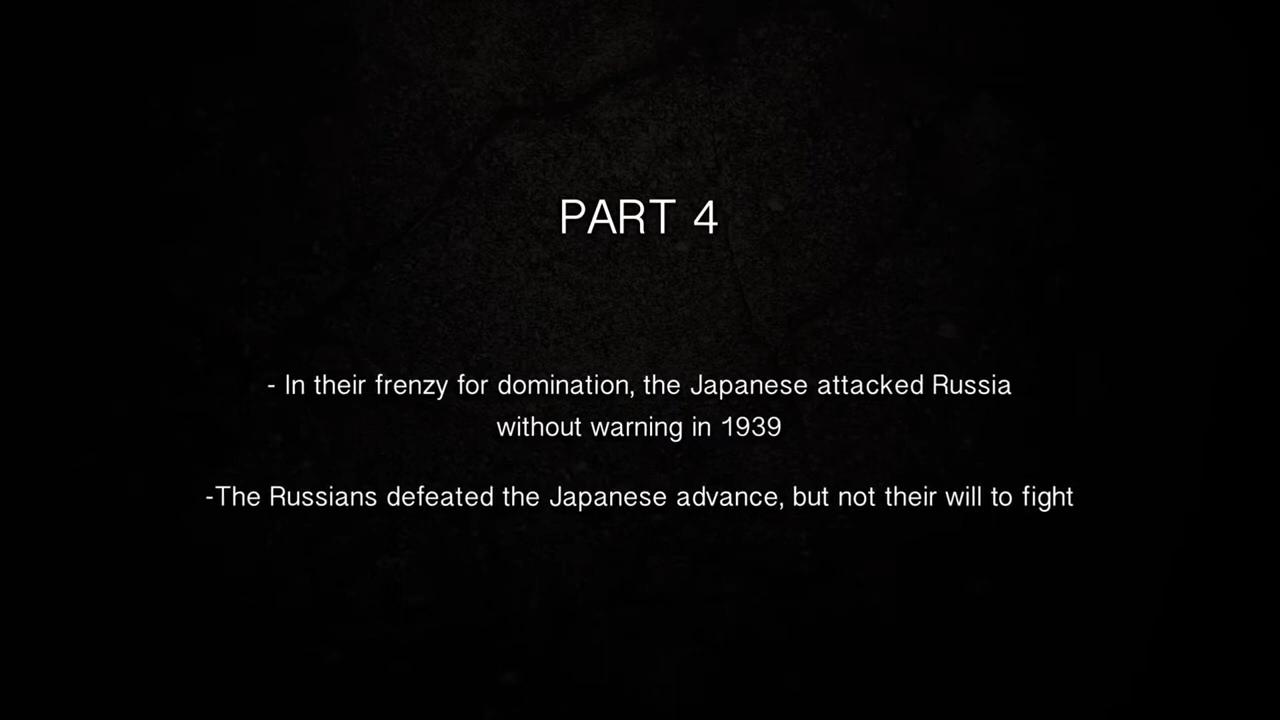 PART 4
- In their frenzy for domination, the Japanese attacked Russia
without warning in 1939
-The Russians defeated the Japanese advance, but not their will to fight